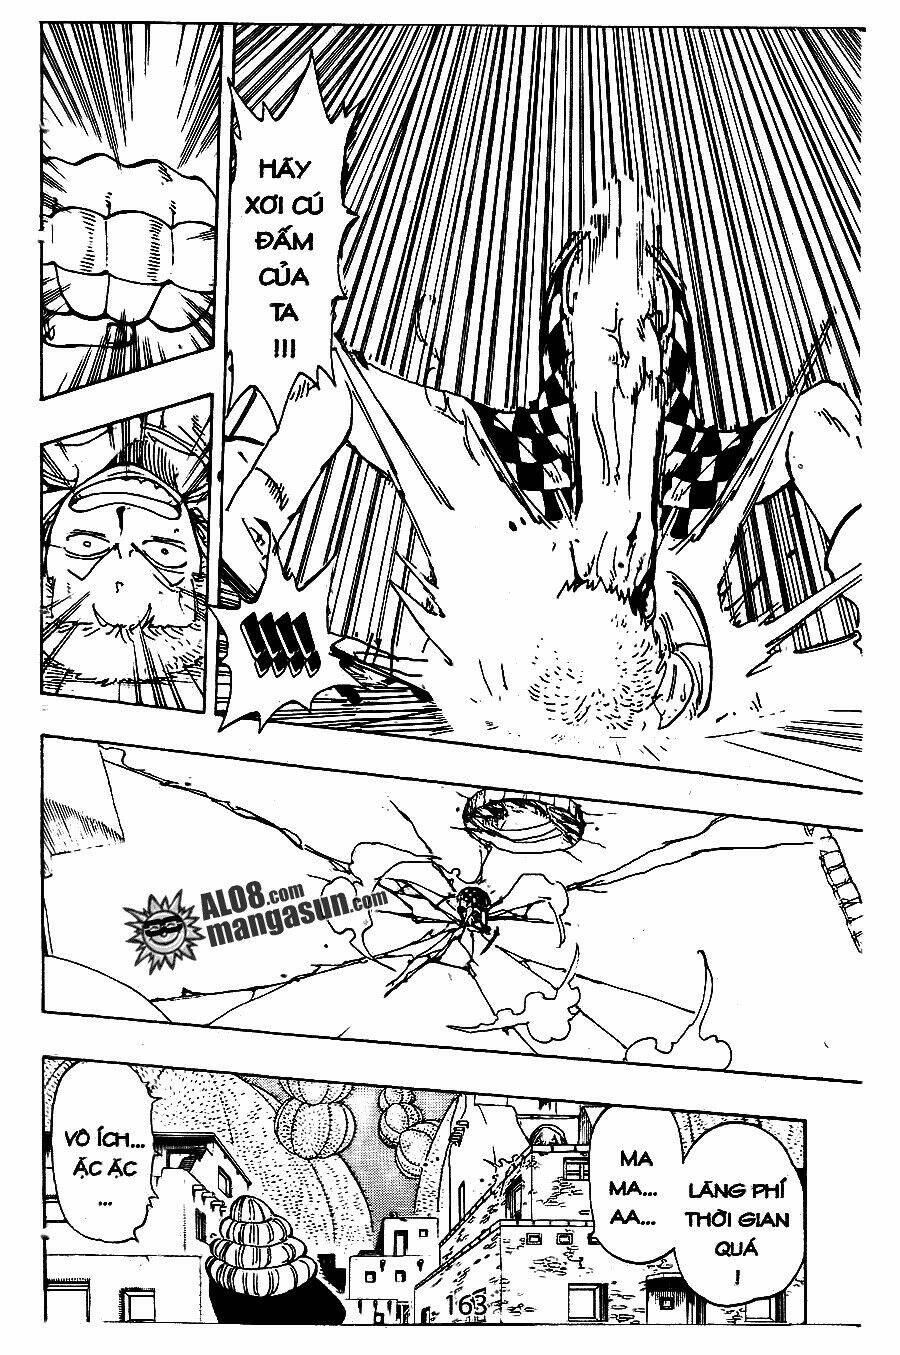 HÃY
XƠI CÚ
ĐẤM
CỦA
TA
!!!
!!!!
AL08.com
mangasun.com
LÃNG PHÍ
THỜI GIAN
QUÁ
!
MA
MA...
AA...
VÔ ÍCH...
ẶC ẶC
...
163